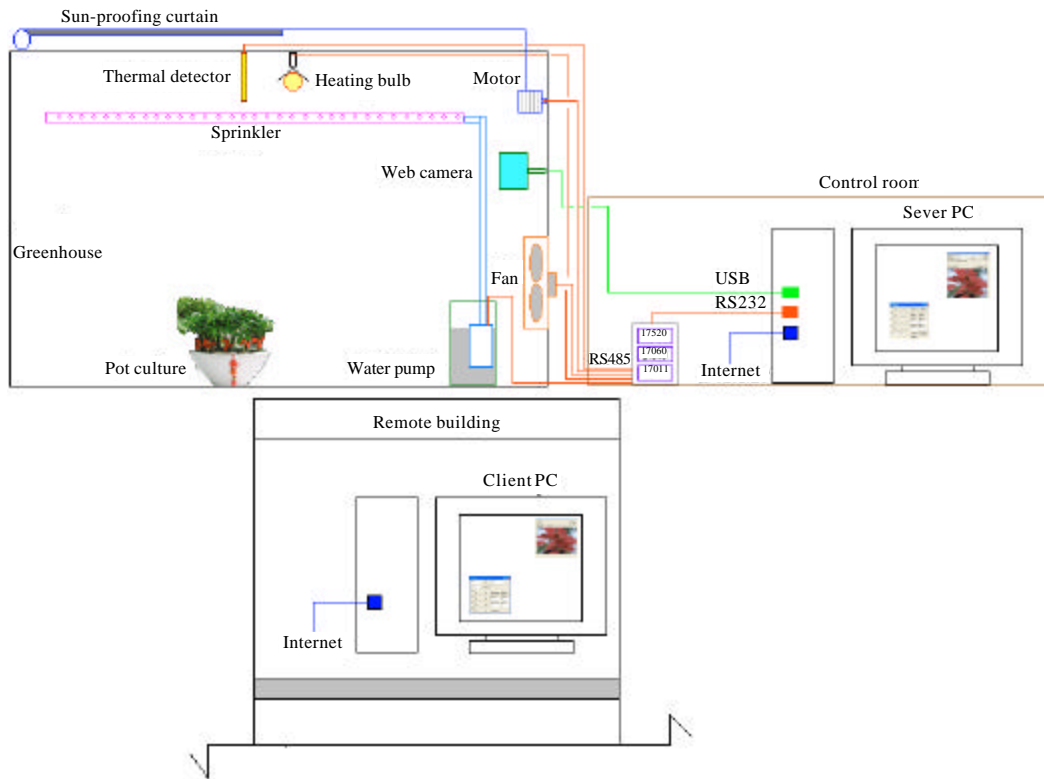 Sun-proofing curtain
Thermal detector
Heating bulb
Motor
Sprinkler
Web camera
Control room
Sever PC
Greenhouse
Fan
USB
RS232
17520
17060
17011
RS485
Internet
Pot culture
Water pump
Remote building
Client PC
Internet